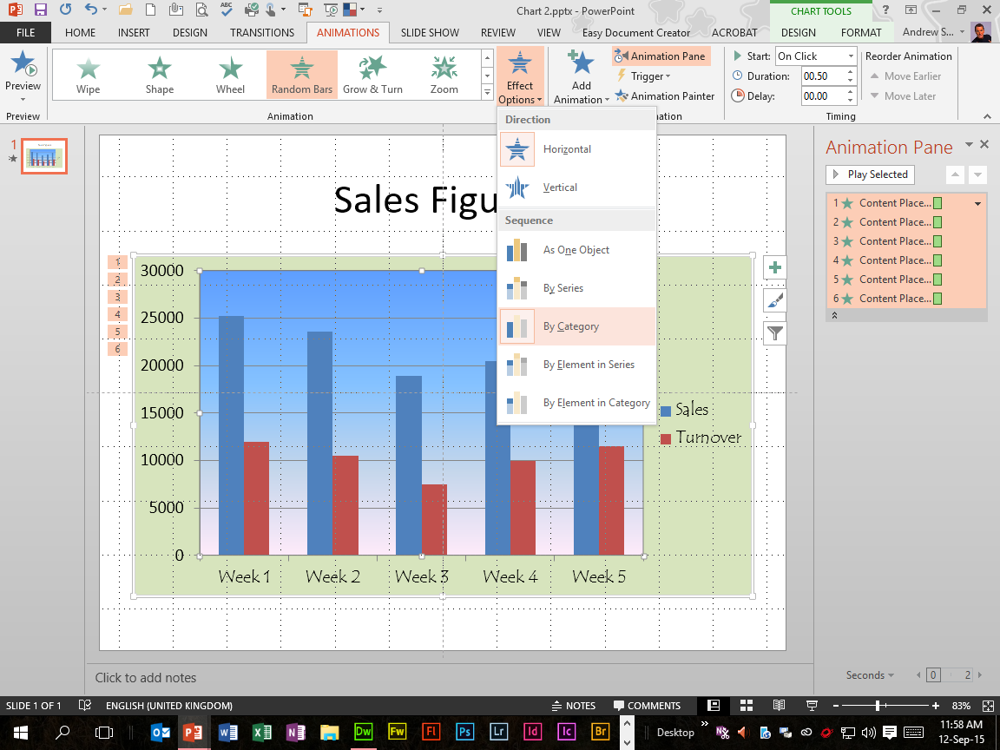 Chart 2.pptx - PowerPoint
CHART TOOLS
?
FILE HOME INSERT DESIGN TRANSITIONS ANIMATIONS SLIDE SHOW REVIEW VIEW Easy Document Creator ACROBAT DESIGN FORMAT Andrew S...
Preview
Preview
Wipe Shape Wheel Random Bars Grow & Turn Zoom
Animation
Effect
Options
Add
Animation
Animation Pane
Trigger
Animation Painter
Start: On Click
Duration: 00.50
Delay: 00.00
Timing
Reorder Animation
Move Earlier
Move Later
Direction
Horizontal
Vertical
Sequence
As One Object
By Series
By Category
By Element in Series
By Element in Category
1
Sales Figu
1
2
3
4
5
6
30000
25000
20000
15000
10000
5000
0
Week 1 Week 2 Week 3 Week 4 Week 5
Sales
Turnover
Animation Pane
Play Selected
1 Content Place...
2 Content Place...
3 Content Place...
4 Content Place...
5 Content Place...
6 Content Place...
Seconds 0 2
Click to add notes
SLIDE 1 OF 1 ENGLISH (UNITED KINGDOM) NOTES COMMENTS 83%
Dw Fw Fl Ps Lr Id Ic Br Desktop
11:58 AM
12-Sep-15